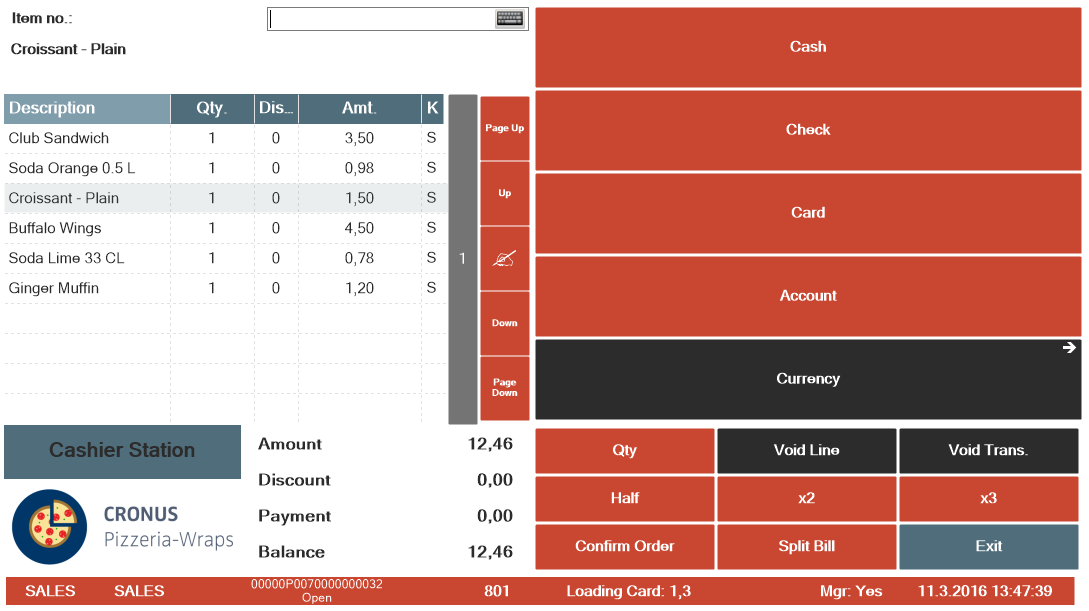 Item no.:
Croissant - Plain
Description Qty. Dis... Amt. K
Club Sandwich 1 0 3,50 S
Soda Orange 0.5 L 1 0 0,98 S
Croissant - Plain 1 0 1,50 S
Buffalo Wings 1 0 4,50 S
Soda Lime 33 CL 1 0 0,78 S
Ginger Muffin 1 0 1,20 S
1
Page Up
Up
Down
Page
Down
Cash
Check
Card
Account
Currency
Cashier Station
CRONUS
Pizzeria-Wraps
Amount 12,46
Discount 0,00
Payment 0,00
Balance 12,46
Qty Void Line Void Trans.
Half x2 x3
Confirm Order Split Bill Exit
SALES SALES 00000P0070000000032 801 Loading Card: 1,3 Mgr: Yes 11.3.2016 13:47:39
Open